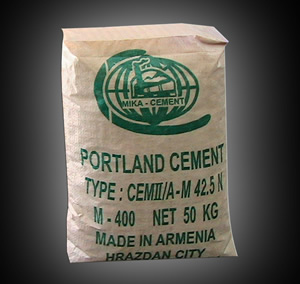 MIKA - CEMENT
PORTLAND CEMENT
TYPE : CEMII/A-M 42.5 N
M - 400 NET 50 KG
MADE IN ARMENIA
HRAZDAN CITY